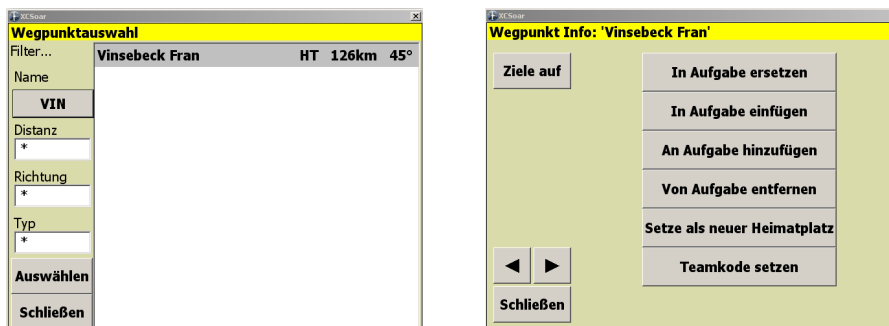 XCSoar
Wegpunktauswahl
Filter...
Vinsebeck Fran HT 126km 45°
Name
VIN
Distanz
*
Richtung
*
Typ
*
Auswählen
Schließen
XCSoar
Wegpunkt Info: 'Vinsebeck Fran'
Ziele auf
In Aufgabe ersetzen
In Aufgabe einfügen
An Aufgabe hinzufügen
Von Aufgabe entfernen
Setze als neuer Heimatplatz
Teamkode setzen
Schließen